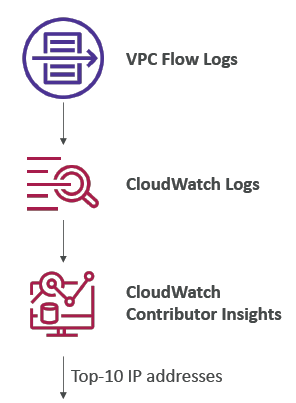 VPC Flow Logs
CloudWatch Logs
CloudWatch
Contributor Insights
Top-10 IP addresses